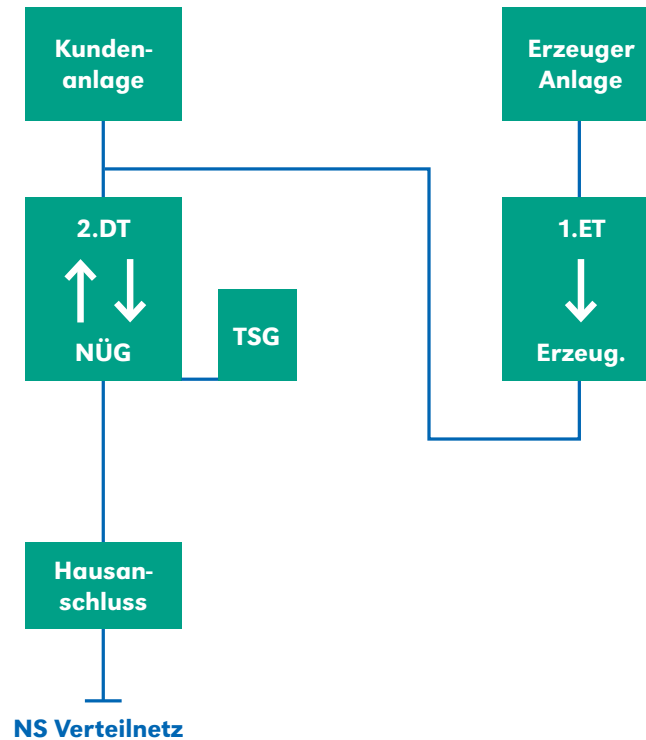 Kunden-
anlage
Erzeuger
Anlage
2.DT
NÜG
TSG
1.ET
Erzeug.
Hausan-
schluss
NS Verteilnetz